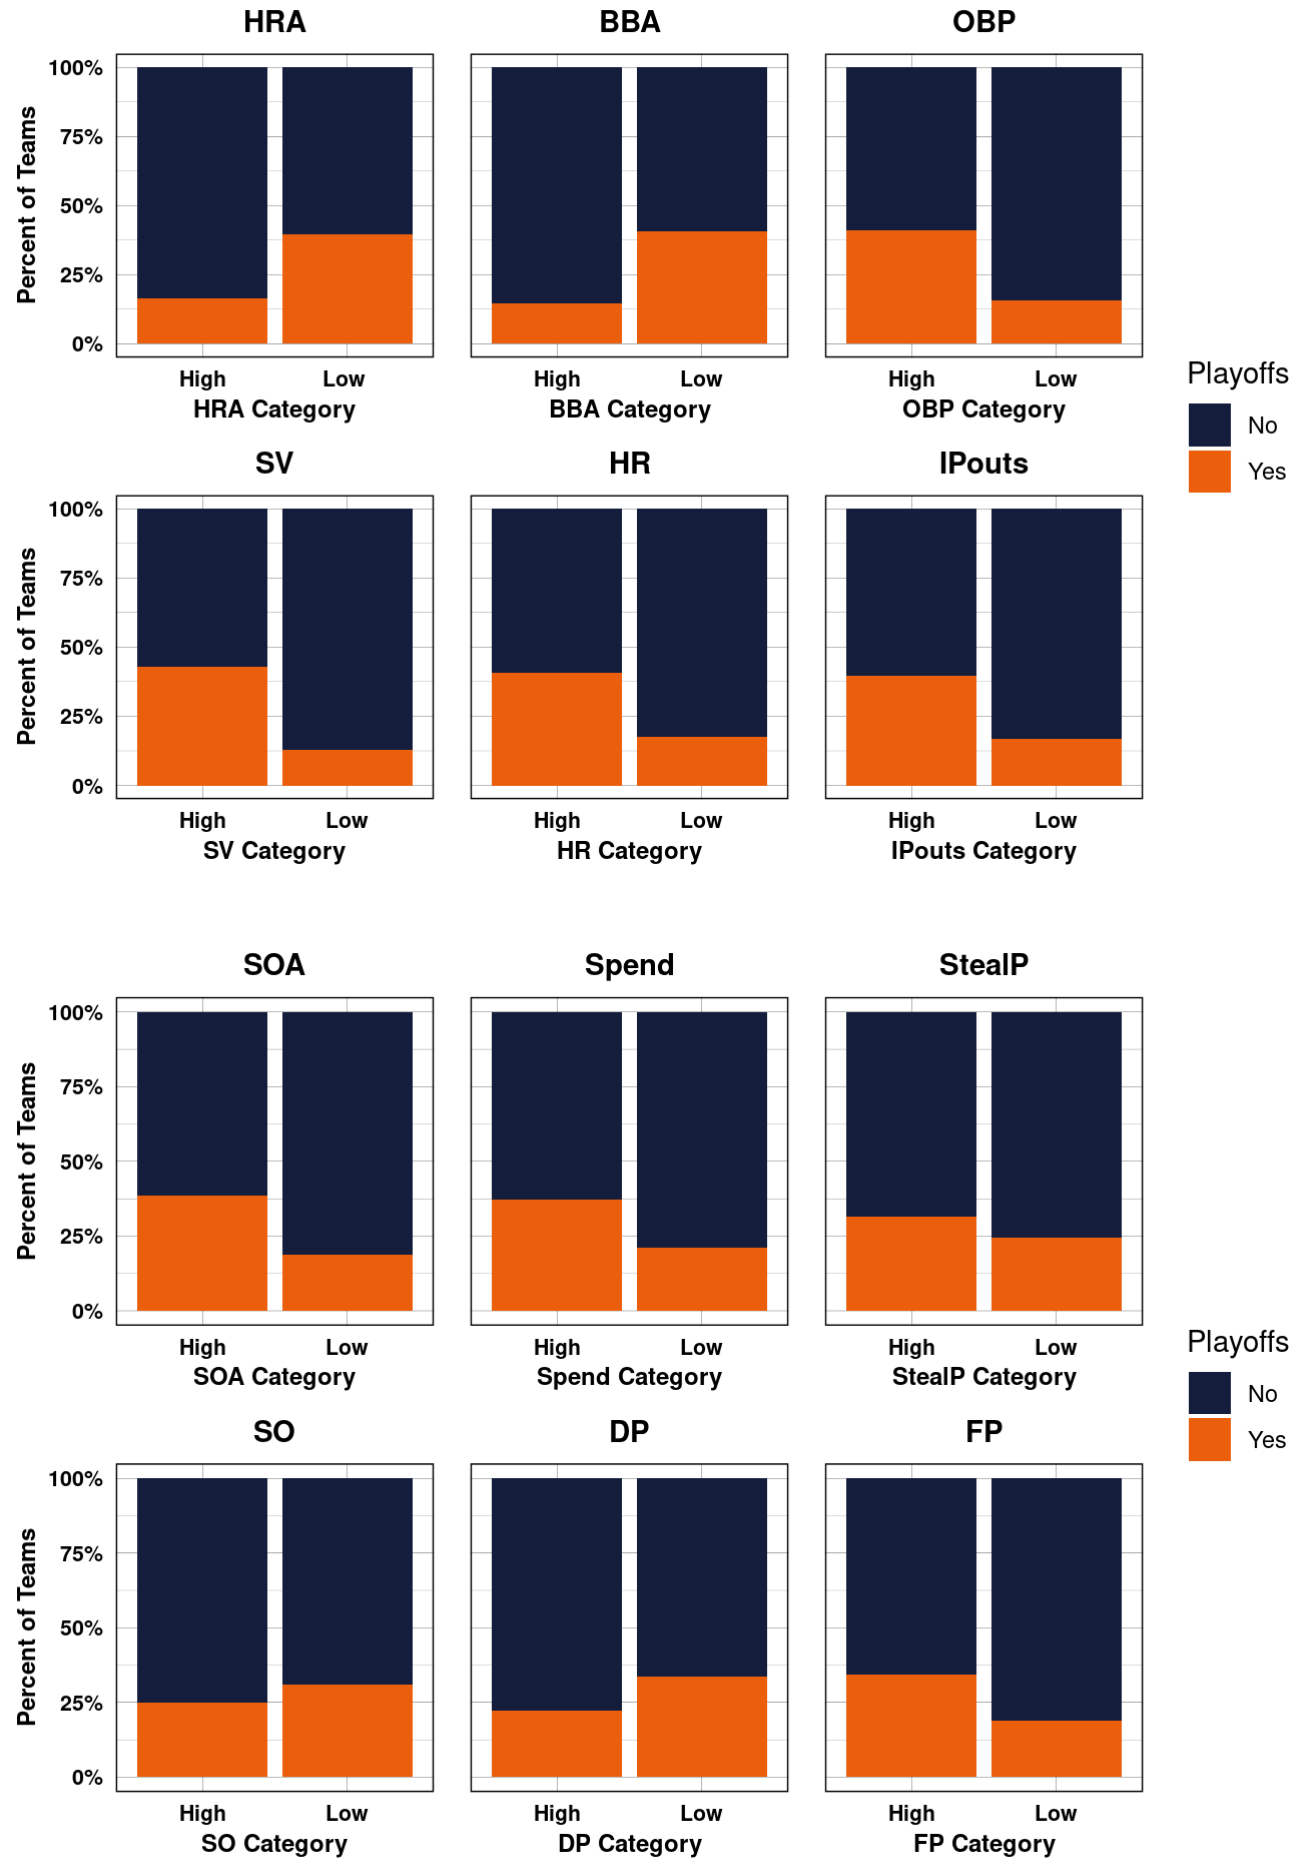 HRA BBA OBP
100%
75%
50%
25%
0%
Percent of Teams
High Low High Low High Low
HRA Category BBA Category OBP Category
Playoffs
No
Yes
SV HR IPouts
100%
75%
50%
25%
0%
Percent of Teams
High Low High Low High Low
SV Category HR Category IPouts Category
SOA Spend StealP
100%
75%
50%
25%
0%
Percent of Teams
High Low High Low High Low
SOA Category Spend Category StealP Category
Playoffs
No
Yes
SO DP FP
100%
75%
50%
25%
0%
Percent of Teams
High Low High Low High Low
SO Category DP Category FP Category